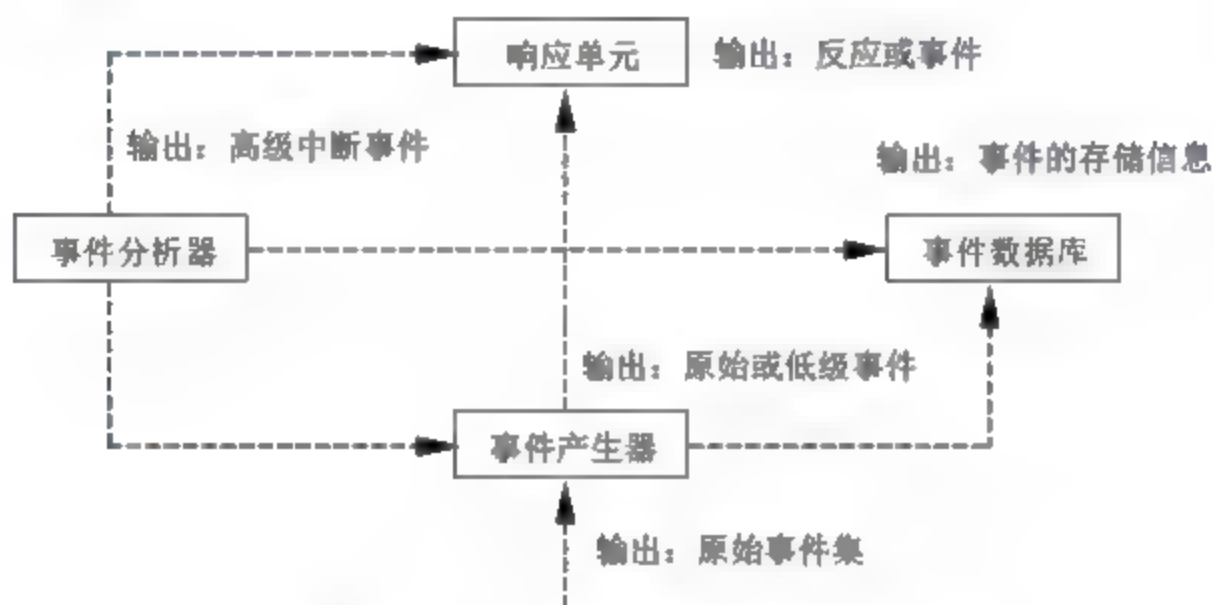 响应单元
输出：反应或事件
输出：高级中断事件
输出：事件的存储信息
事件分析器
事件数据库
输出：原始或低级事件
事件产生器
输出：原始事件集